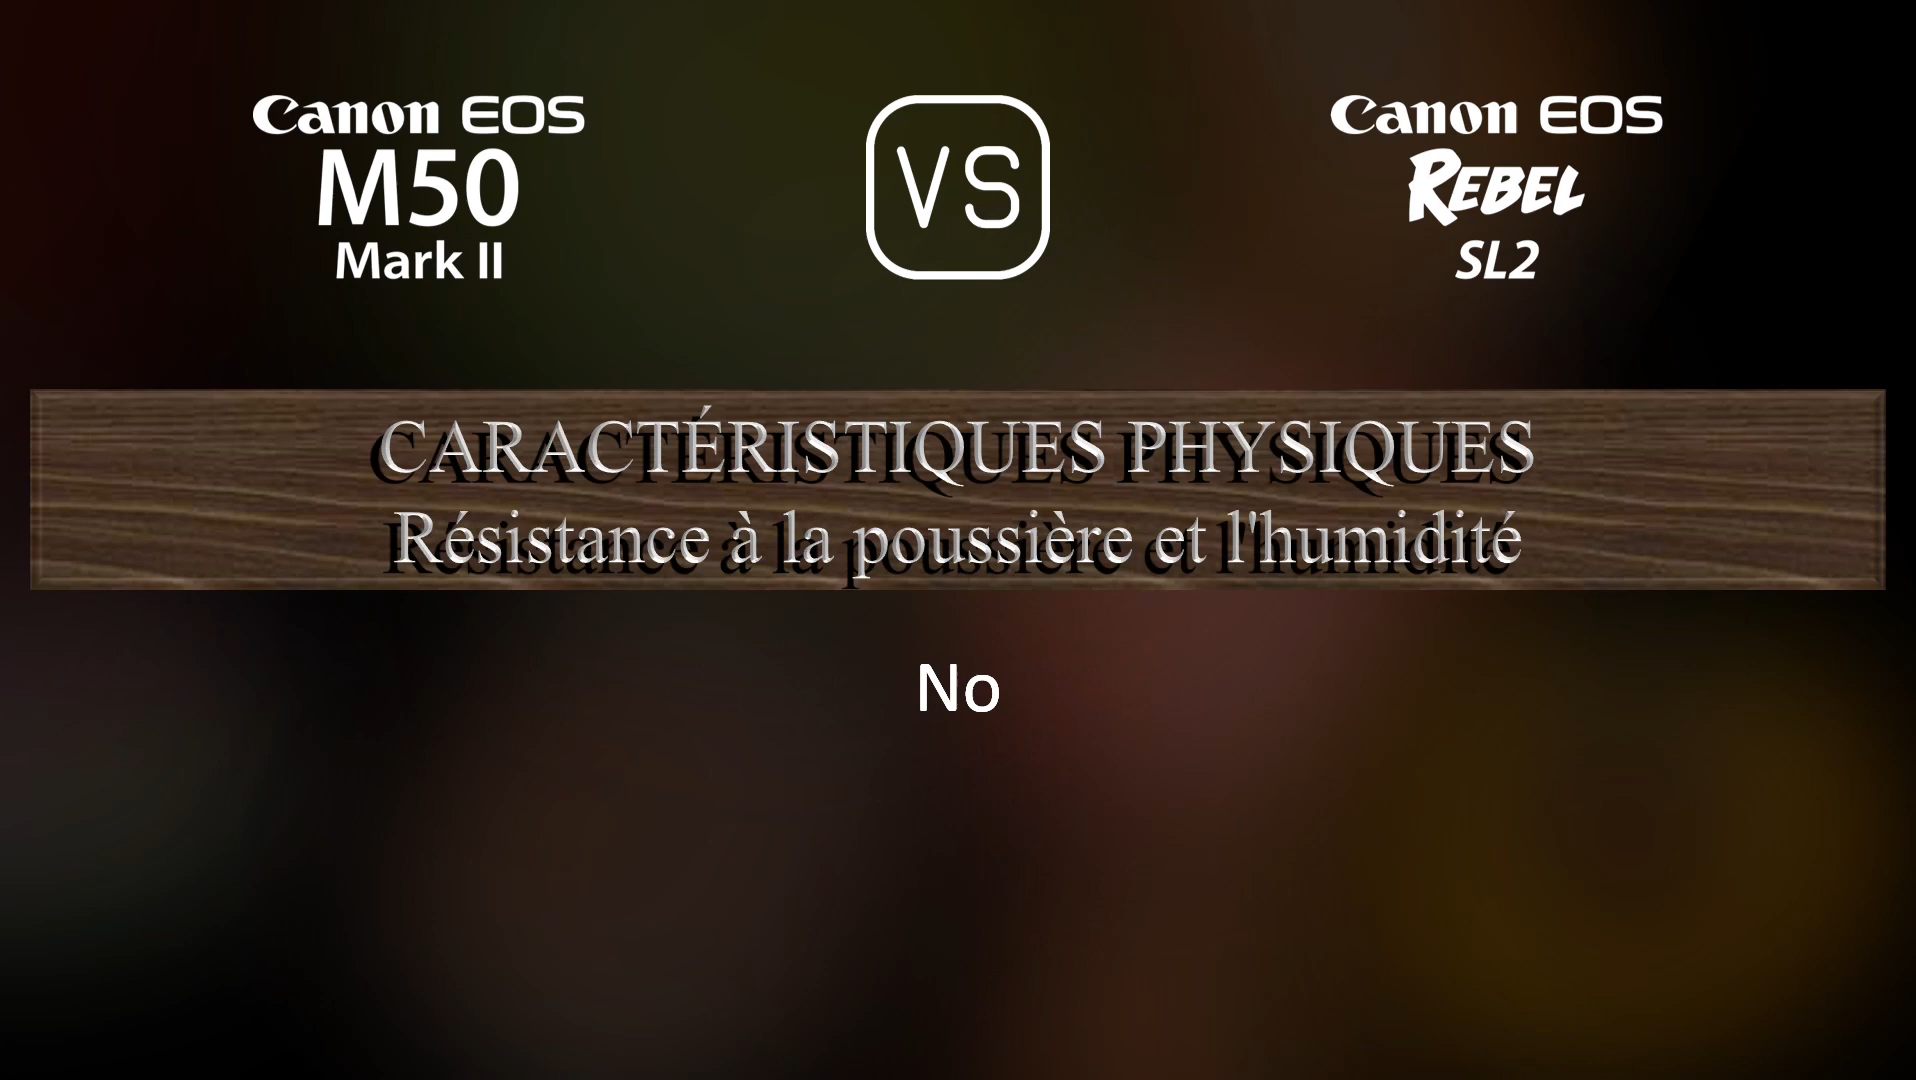 Canon EOS
M50
Mark II
VS
Canon EOS
REBEL
SL2
CARACTÉRISTIQUES PHYSIQUES
Résistance à la poussière et l'humidité
No